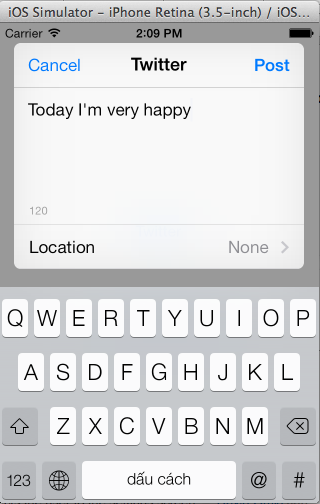 iOS Simulator – iPhone Retina (3.5-inch) / iOS...
Carrier 2:09 PM
Cancel Twitter Post
Today I'm very happy
120
Location None
Q W E R T Y U I O P
A S D F G H J K L
Z X C V B N M
123 dấu cách @ #